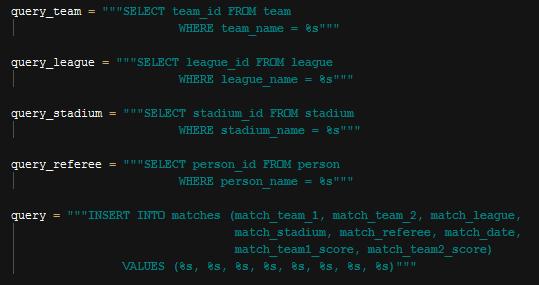 query_team = """SELECT team_id FROM team
WHERE team_name = %s"""
query_league = """SELECT league_id FROM league
WHERE league_name = %s"""
query_stadium = """SELECT stadium_id FROM stadium
WHERE stadium_name = %s"""
query_referee = """SELECT person_id FROM person
WHERE person_name = %s"""
query = """INSERT INTO matches (match_team_1, match_team_2, match_league,
match_stadium, match_referee, match_date,
match_team1_score, match_team2_score)
VALUES (%s, %s, %s, %s, %s, %s, %s, %s)"""